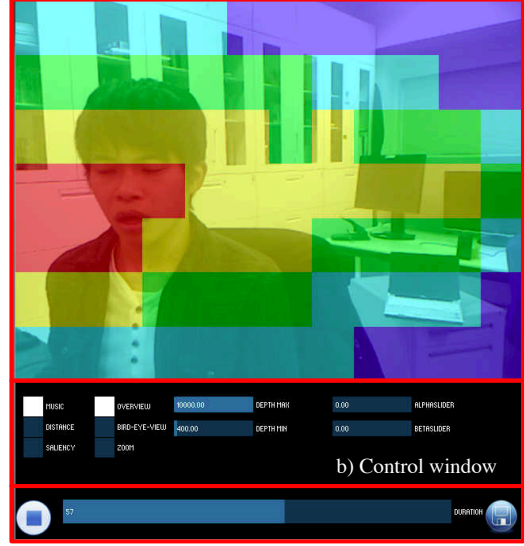 MUSIC OVERVIEW 10000.00 DEPTH MAX 0.00 ALPHASLIDER
DISTANCE BIRD-EYE-VIEW 400.00 DEPTH MIN 0.00 BETASLIDER
SALIENCY ZOOM
b) Control window
57 DURATION